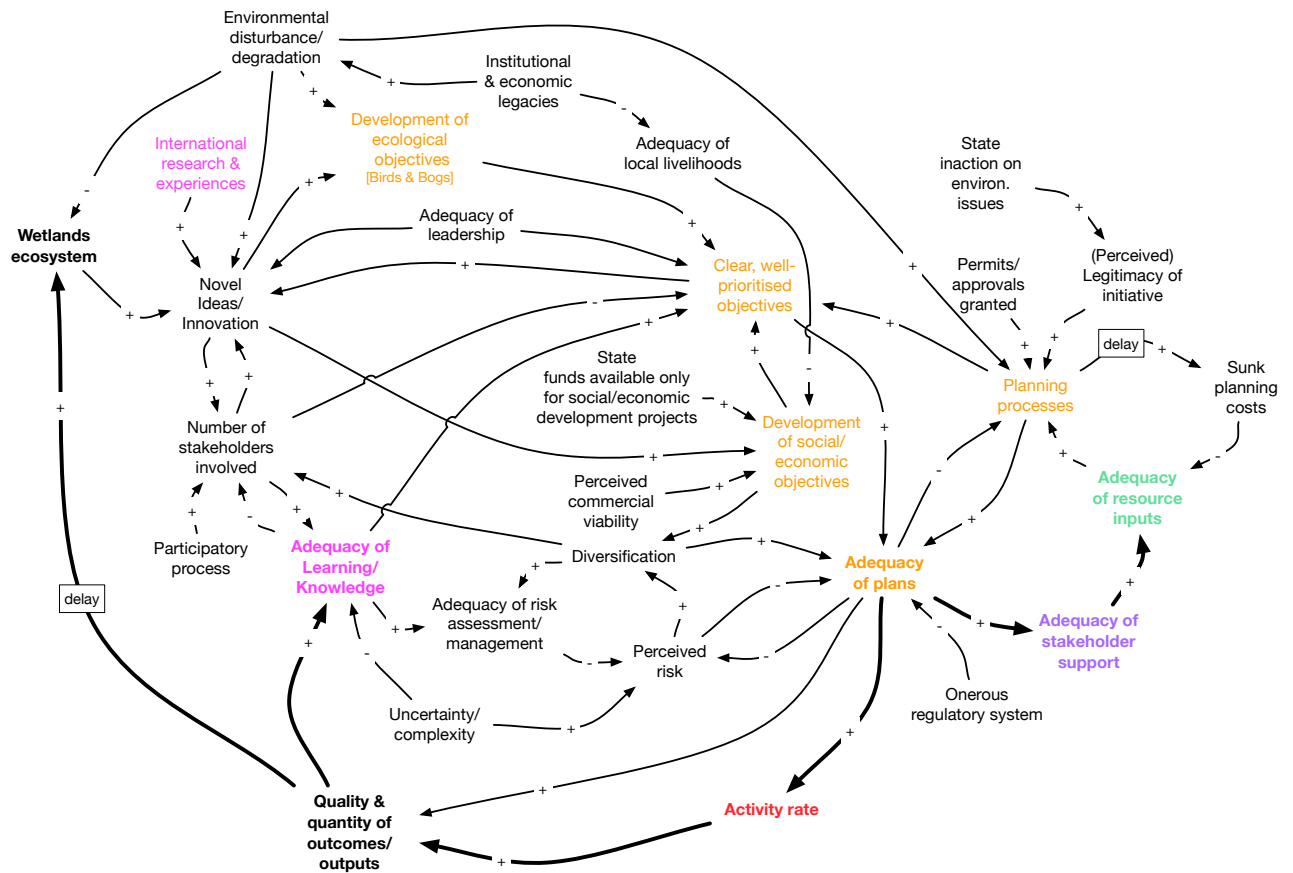 Environmental
disturbance/
degradation
Institutional
& economic
legacies
+
+
-
Development of
ecological
objectives
[Birds & Bogs]
International
research &
experiences
Adequacy of
local livelihoods
State
inaction on
environ.
issues
-
+
+
+
Wetlands
ecosystem
+
Adequacy of
leadership
+
+
+
(Perceived)
Legitimacy of
initiative
Clear, well-
prioritised
objectives
Permits/
approvals
granted
+
Novel
Ideas/
Innovation
+
-
+
+
+
+
delay
+
+
+
State
funds available only
for social/economic
development projects
-
+
+
+
Planning
processes
Sunk
planning
costs
+
Number of
stakeholders
involved
Development
of social/
economic
objectives
+
+
-
+
-
Perceived
commercial
viability
+
Adequacy
of resource
inputs
+
+
-
+
+
+
Participatory
process
Adequacy of
Learning/
Knowledge
Diversification
+
Adequacy
of plans
+
-
+
delay
Adequacy of risk
assessment/
management
+
+
+
-
Adequacy of
stakeholder
support
+
-
-
-
Perceived
risk
Uncertainty/
complexity
+
Onerous
regulatory system
+
+
Quality &
quantity of
outcomes/
outputs
Activity rate
+